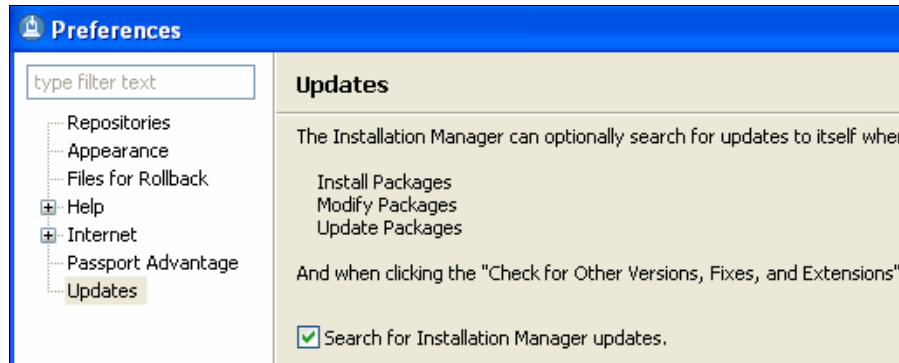 Preferences
type filter text
Repositories
Appearance
Files for Rollback
Help
Internet
Passport Advantage
Updates
Updates
The Installation Manager can optionally search for updates to itself
Install Packages
Modify Packages
Update Packages
And when clicking the "Check for Other Versions, Fixes, and Extensions"
Search for Installation Manager updates.